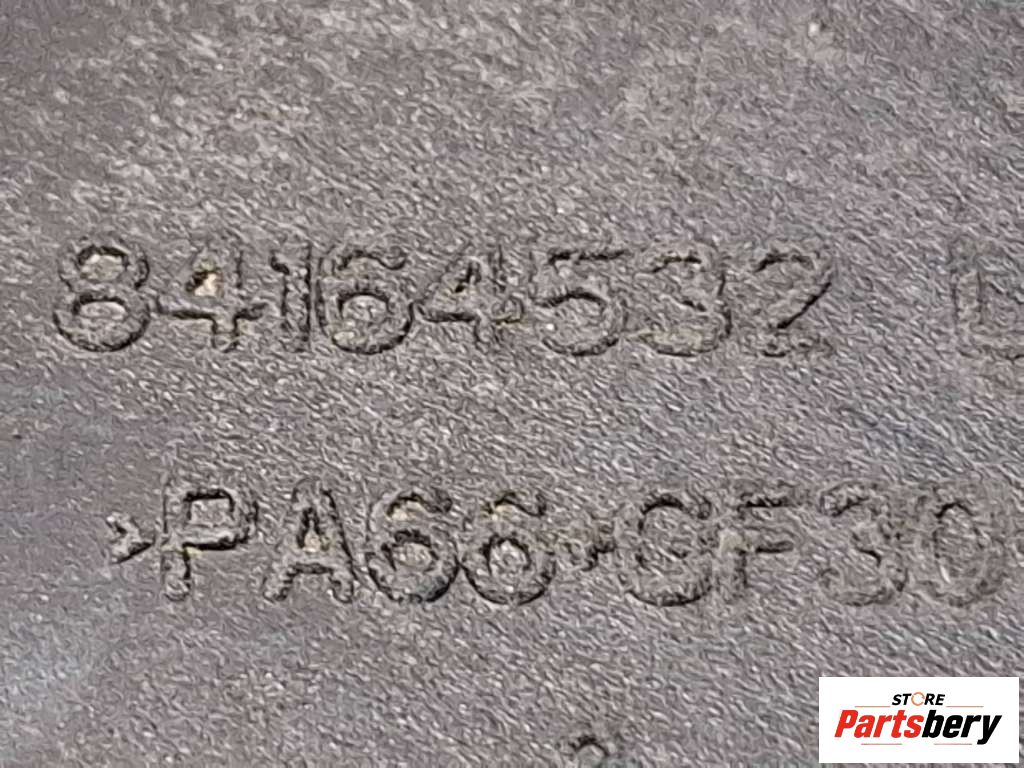 84164532 L
>PA66-GF30
STORE
Partsbery